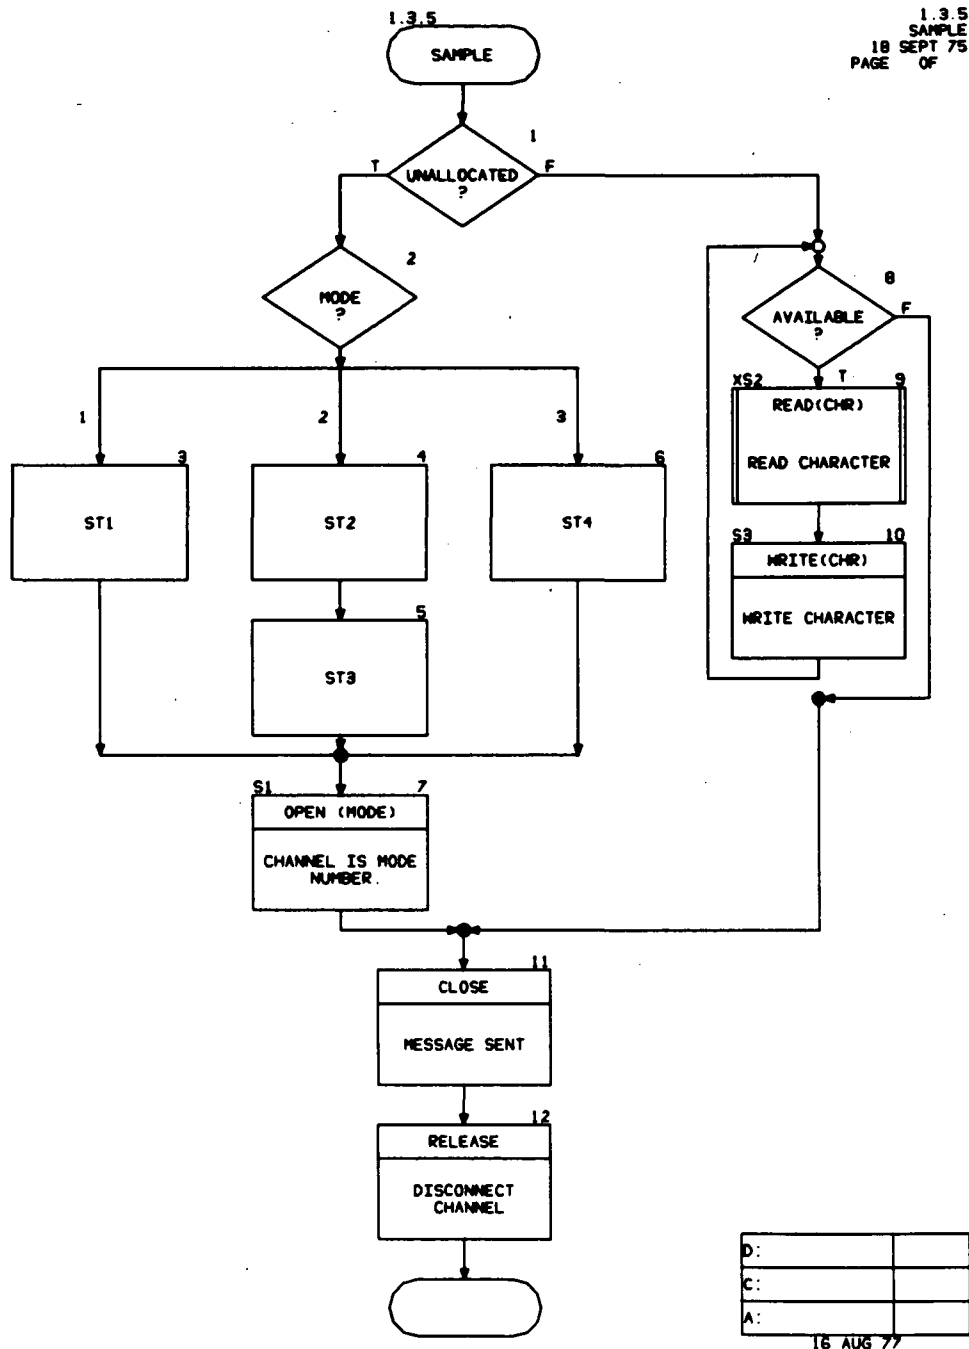 1.3.5
SAMPLE
1.3.5
SAMPLE
18 SEPT 75
PAGE OF
1
T
UNALLOCATED
?
F
2
MODE
?
8
AVAILABLE
?
F
T
1
2
3
XS2
9
READ(CHR)
READ CHARACTER
3
ST1
4
ST2
6
ST4
S3
10
WRITE(CHR)
WRITE CHARACTER
5
ST3
S1
7
OPEN (MODE)
CHANNEL IS MODE
NUMBER.
11
CLOSE
MESSAGE SENT
12
RELEASE
DISCONNECT
CHANNEL
D:
C:
A:
16 AUG 77